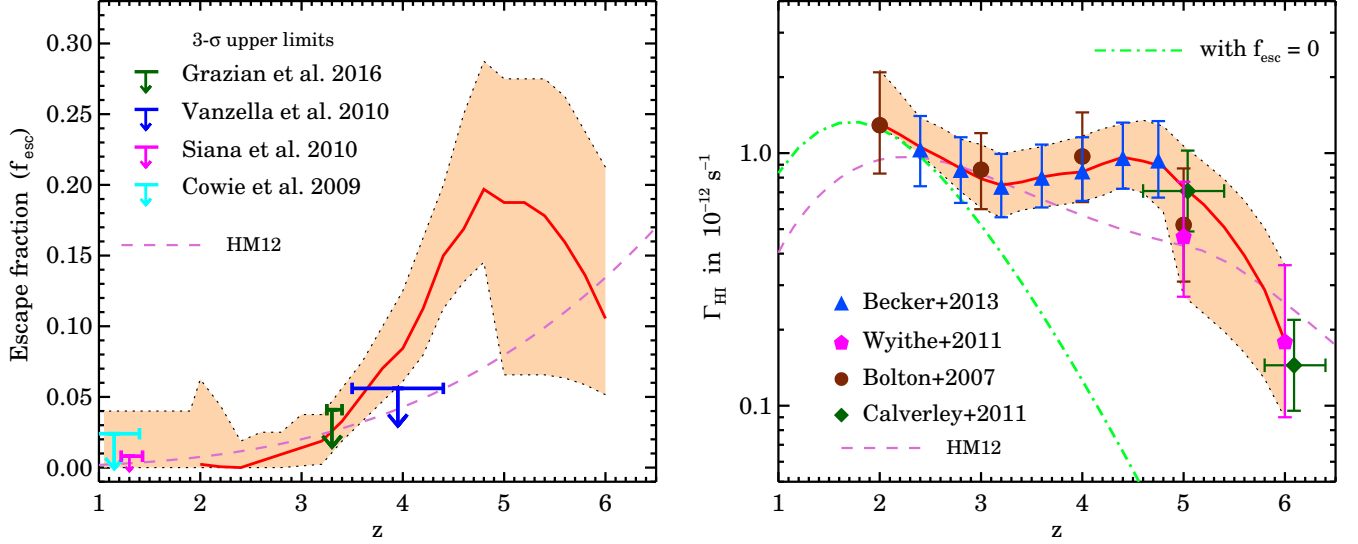 3-σ upper limits
Grazian et al. 2016
Vanzella et al. 2010
Siana et al. 2010
Cowie et al. 2009
HM12
Escape fraction (f_esc)
0.30
0.25
0.20
0.15
0.10
0.05
0.00
1 2 3 4 5 6
z
with f_esc = 0
Becker+2013
Wyithe+2011
Bolton+2007
Calverley+2011
HM12
Γ_HI in 10⁻¹² s⁻¹
1.0
0.1
1 2 3 4 5 6
z